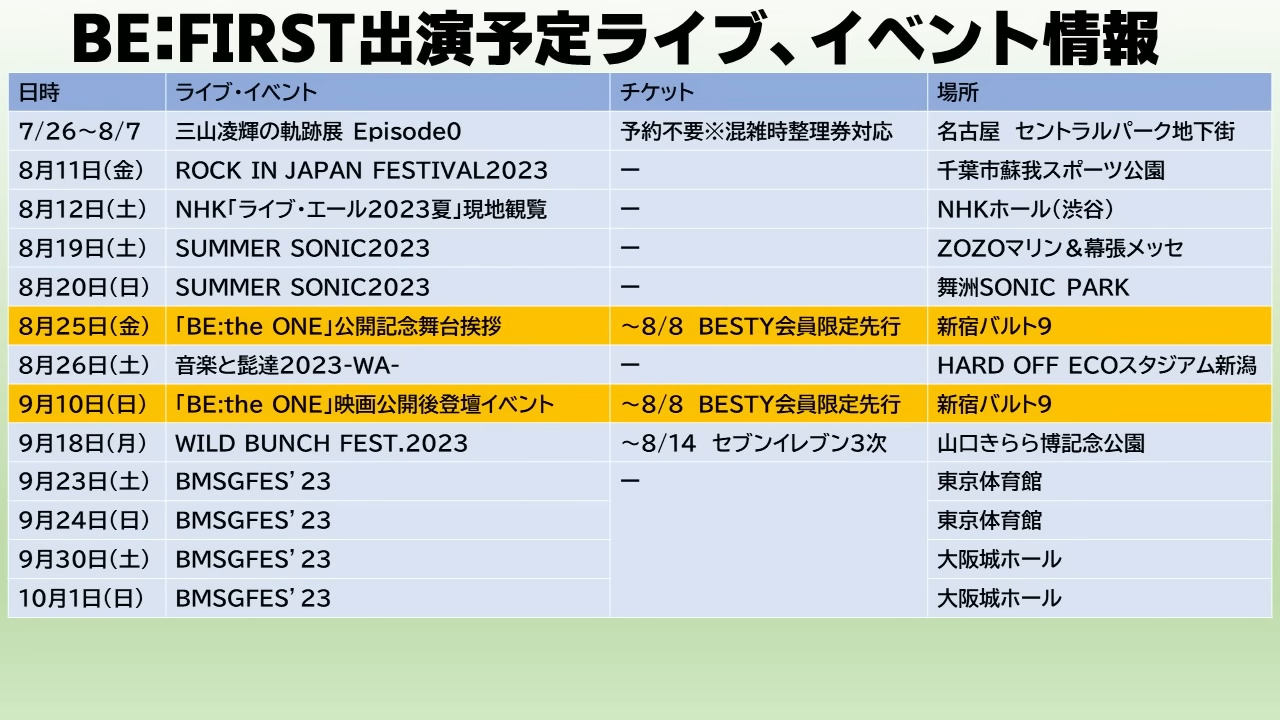 BE:FIRST出演予定ライブ、イベント情報
日時 ライブ・イベント チケット 場所
7/26～8/7 三山凌輝の軌跡展 Episode0 予約不要※混雑時整理券対応 名古屋 セントラルパーク地下街
8月11日(金) ROCK IN JAPAN FESTIVAL2023 ー 千葉市蘇我スポーツ公園
8月12日(土) NHK「ライブ・エール2023夏」現地観覧 ー NHKホール(渋谷)
8月19日(土) SUMMER SONIC2023 ー ZOZOマリン＆幕張メッセ
8月20日(日) SUMMER SONIC2023 ー 舞洲SONIC PARK
8月25日(金) 「BE:the ONE」公開記念舞台挨拶 ～8/8 BESTY会員限定先行 新宿バルト9
8月26日(土) 音楽と髭達2023-WA- ー HARD OFF ECOスタジアム新潟
9月10日(日) 「BE:the ONE」映画公開後登壇イベント ～8/8 BESTY会員限定先行 新宿バルト9
9月18日(月) WILD BUNCH FEST.2023 ～8/14 セブンイレブン3次 山口きらら博記念公園
9月23日(土) BMSGFES’23 ー 東京体育館
9月24日(日) BMSGFES’23 東京体育館
9月30日(土) BMSGFES’23 大阪城ホール
10月1日(日) BMSGFES’23 大阪城ホール